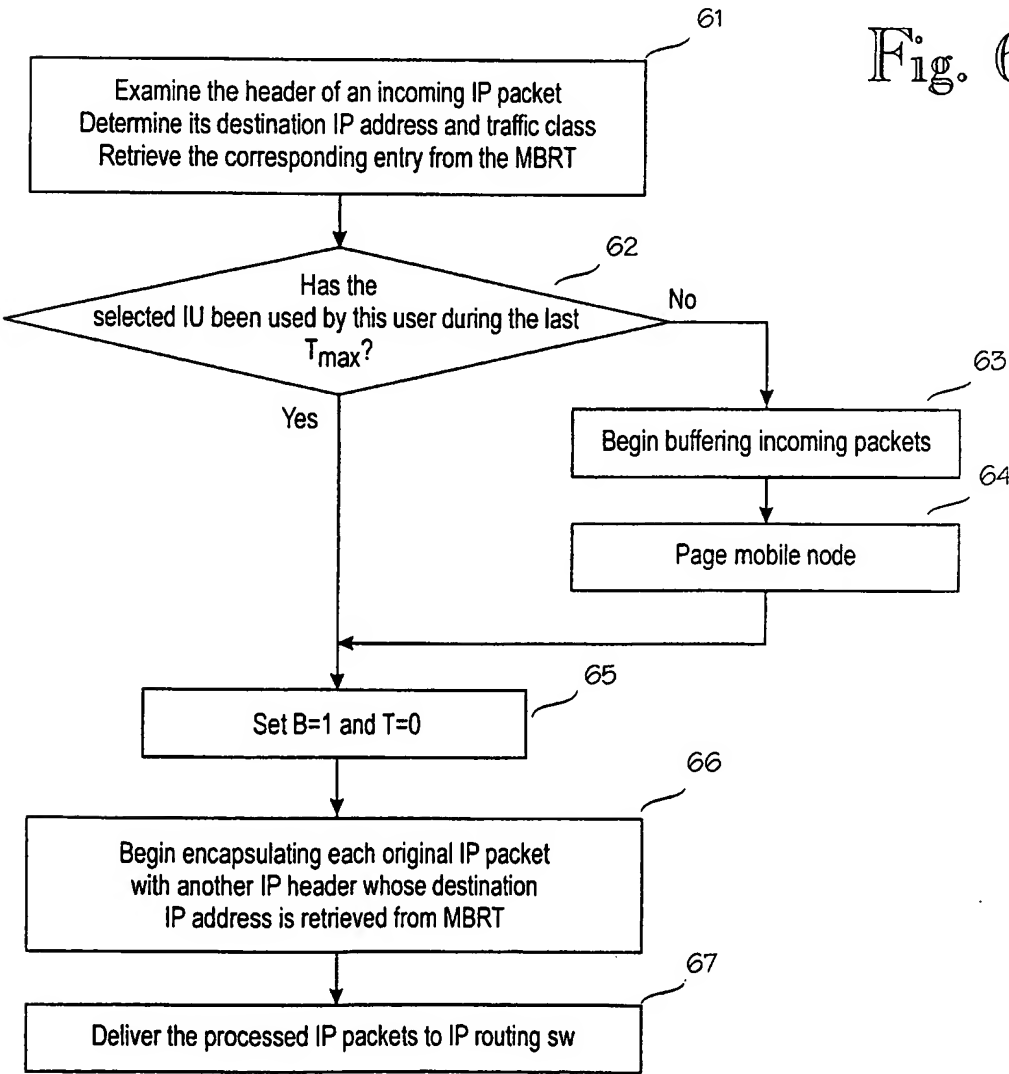 Fig. 6
61
Examine the header of an incoming IP packet
Determine its destination IP address and traffic class
Retrieve the corresponding entry from the MBRT
62
Has the
selected IU been used by this user during the last
Tmax?
No
Yes
63
Begin buffering incoming packets
64
Page mobile node
65
Set B=1 and T=0
66
Begin encapsulating each original IP packet
with another IP header whose destination
IP address is retrieved from MBRT
67
Deliver the processed IP packets to IP routing sw